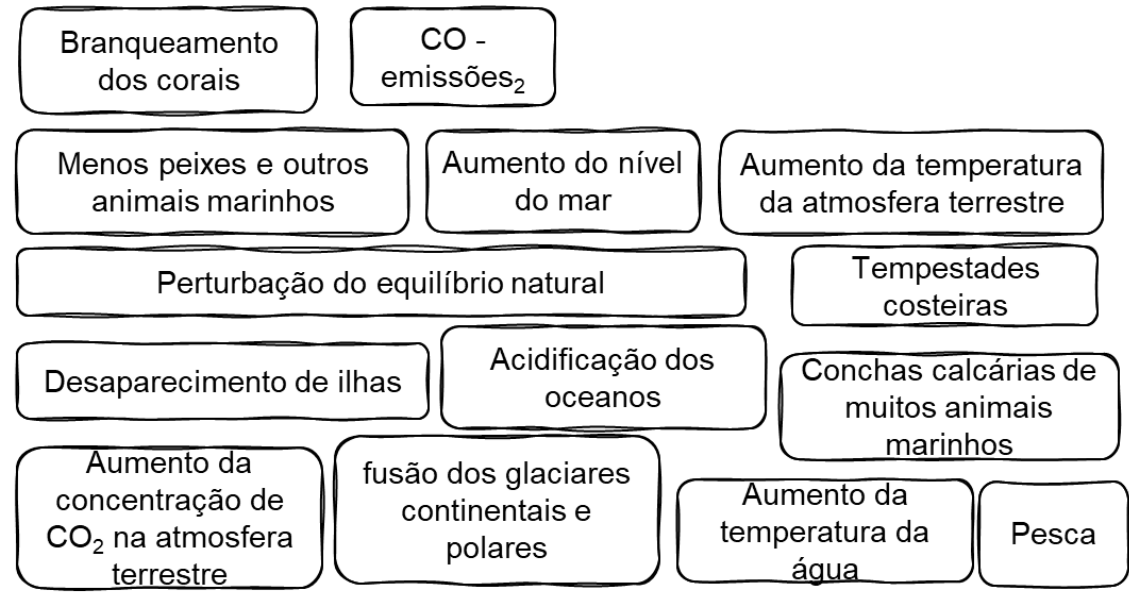 Branqueamento
dos corais
CO -
emissões₂
Menos peixes e outros
animais marinhos
Aumento do nível
do mar
Aumento da temperatura
da atmosfera terrestre
Perturbação do equilíbrio natural
Tempestades
costeiras
Desaparecimento de ilhas
Acidificação dos
oceanos
Conchas calcárias de
muitos animais
marinhos
Aumento da
concentração de
CO₂ na atmosfera
terrestre
fusão dos glaciares
continentais e
polares
Aumento da
temperatura da
água
Pesca